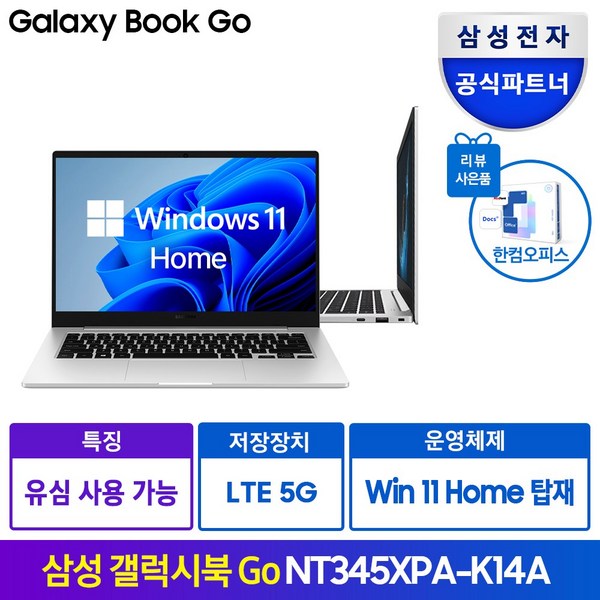 Galaxy Book Go
삼성전자
공식파트너
리뷰
사은품
Docs
Office
한컴오피스
Windows 11
Home
특징
유심 사용 가능
저장장치
LTE 5G
운영체제
Win 11 Home 탑재
삼성 갤럭시북 Go NT345XPA-K14A